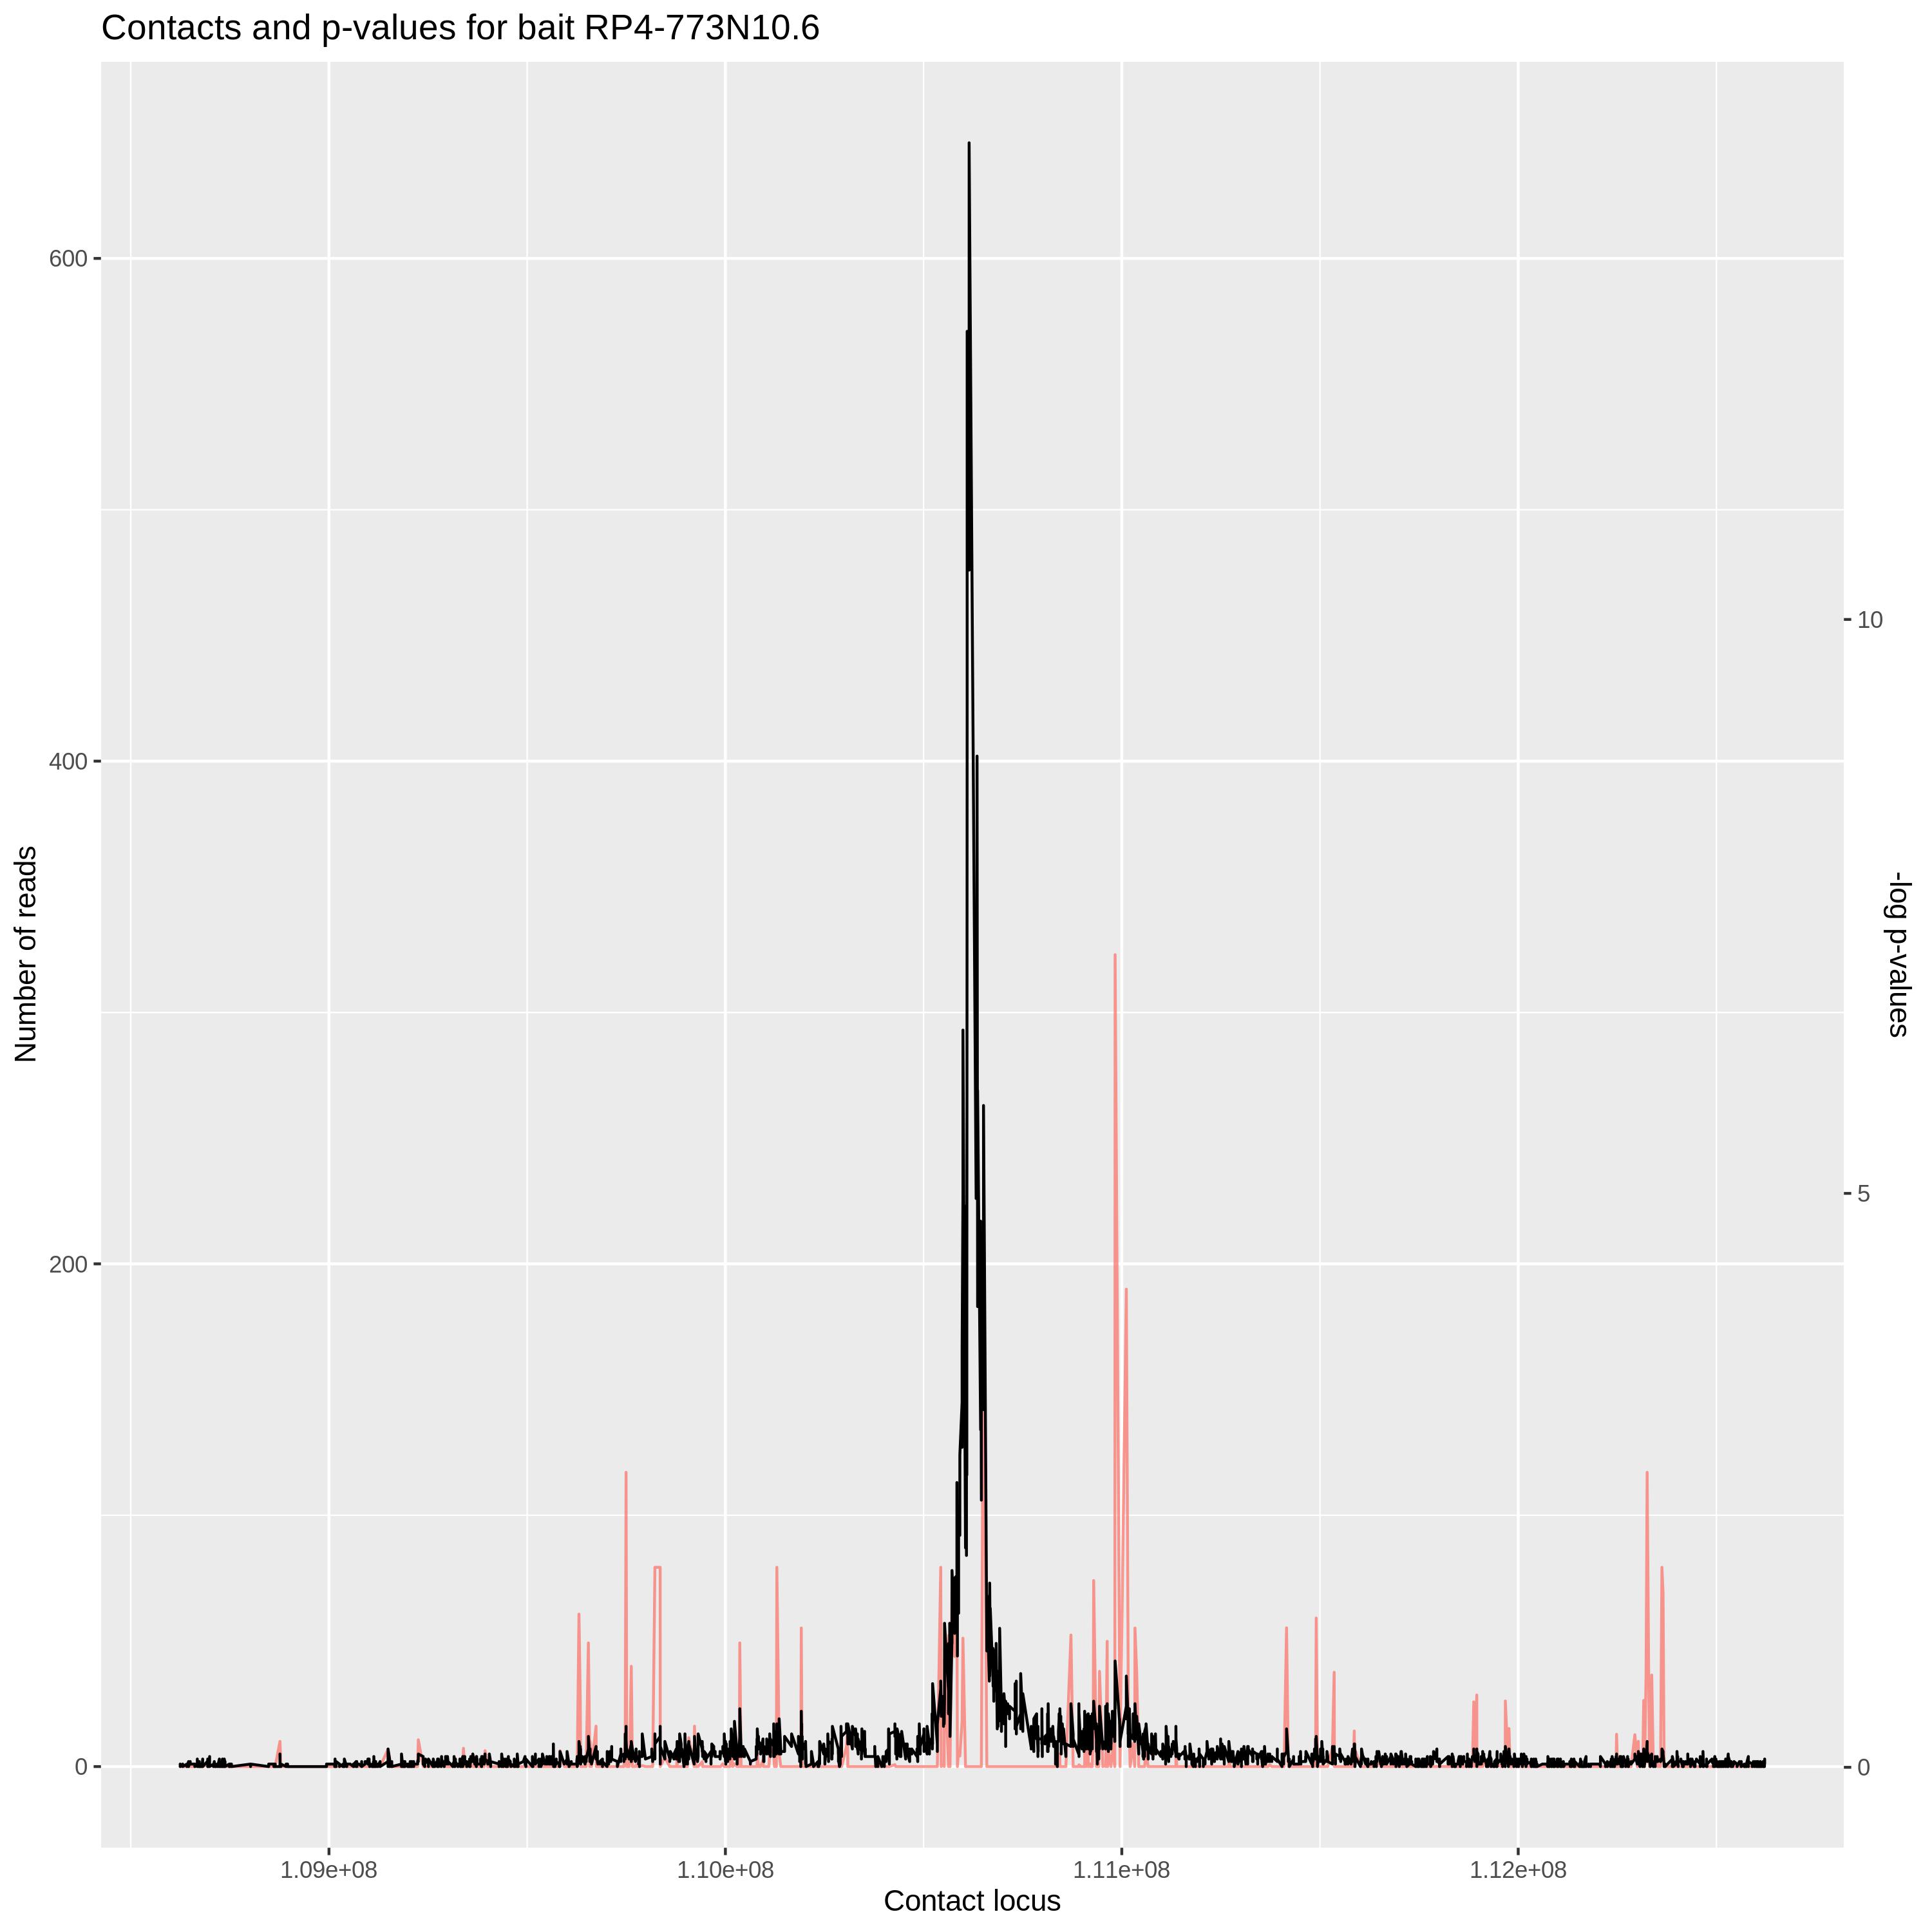 Contacts and p-values for bait RP4-773N10.6
600
400
200
0
Number of reads
10
5
0
-log p-values
1.09e+08
1.10e+08
1.11e+08
1.12e+08
Contact locus